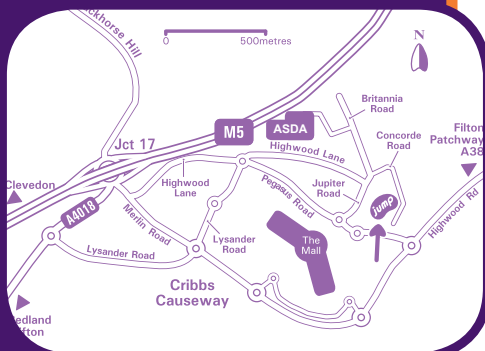 ckhorse Hill
0 500metres
N
Britannia
Road
M5
ASDA
Concorde
Road
Filton
Patchway
A38
Jct 17
Highwood Lane
Clevedon
Highwood
Lane
Pegasus Road
Jupiter
Road
jump
A4018
Merlin Road
Highwood Rd
Lysander Road
Lysander
Road
The
Mall
Cribbs
Causeway
edland
ifton